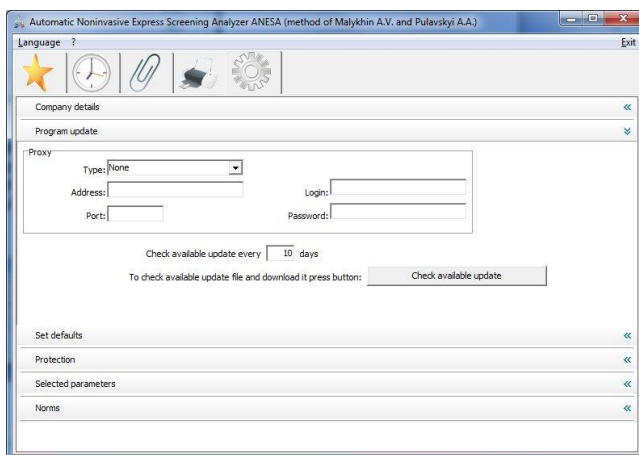 Automatic Noninvasive Express Screening Analyzer ANESA (method of Malykhin A.V. and Pulavskyi A.A.)
Language ? Exit
Company details
Program update
Proxy
Type: None
Address: Login:
Port: Password:
Check available update every 10 days
To check available update file and download it press button: Check available update
Set defaults
Protection
Selected parameters
Norms